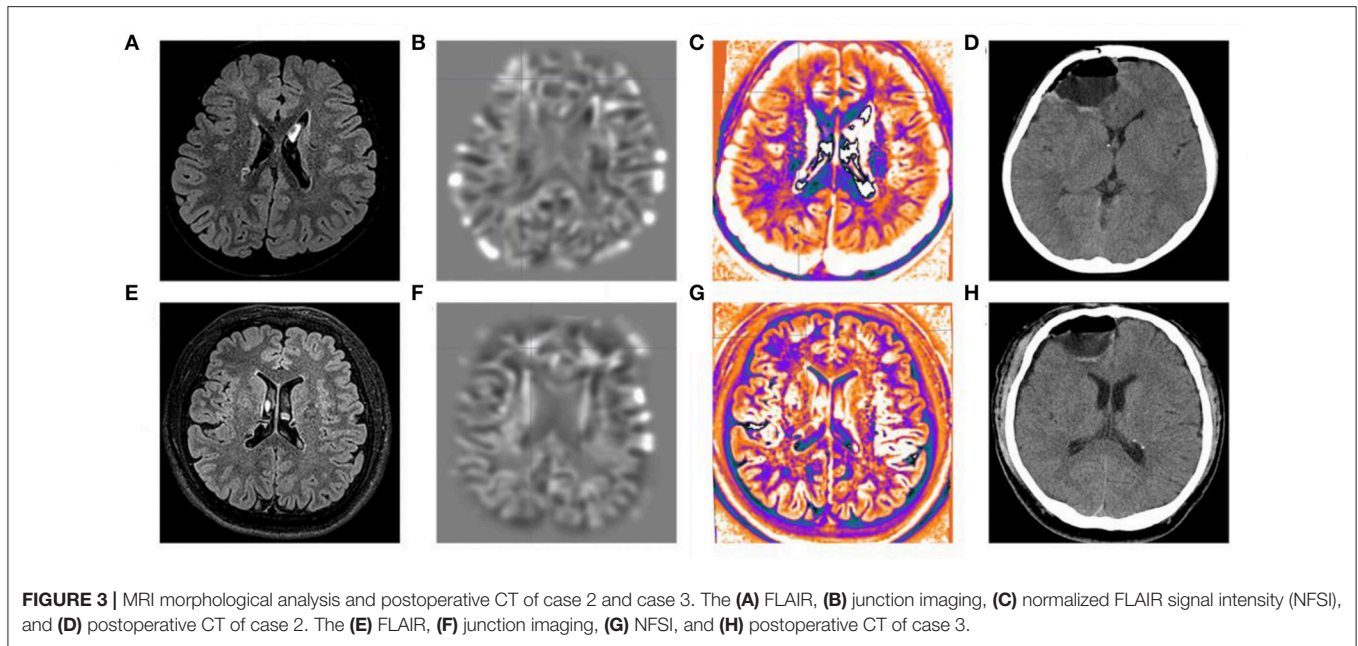 A
B
C
D
E
F
G
H
FIGURE 3 | MRI morphological analysis and postoperative CT of case 2 and case 3. The (A) FLAIR, (B) junction imaging, (C) normalized FLAIR signal intensity (NFSI),
and (D) postoperative CT of case 2. The (E) FLAIR, (F) junction imaging, (G) NFSI, and (H) postoperative CT of case 3.